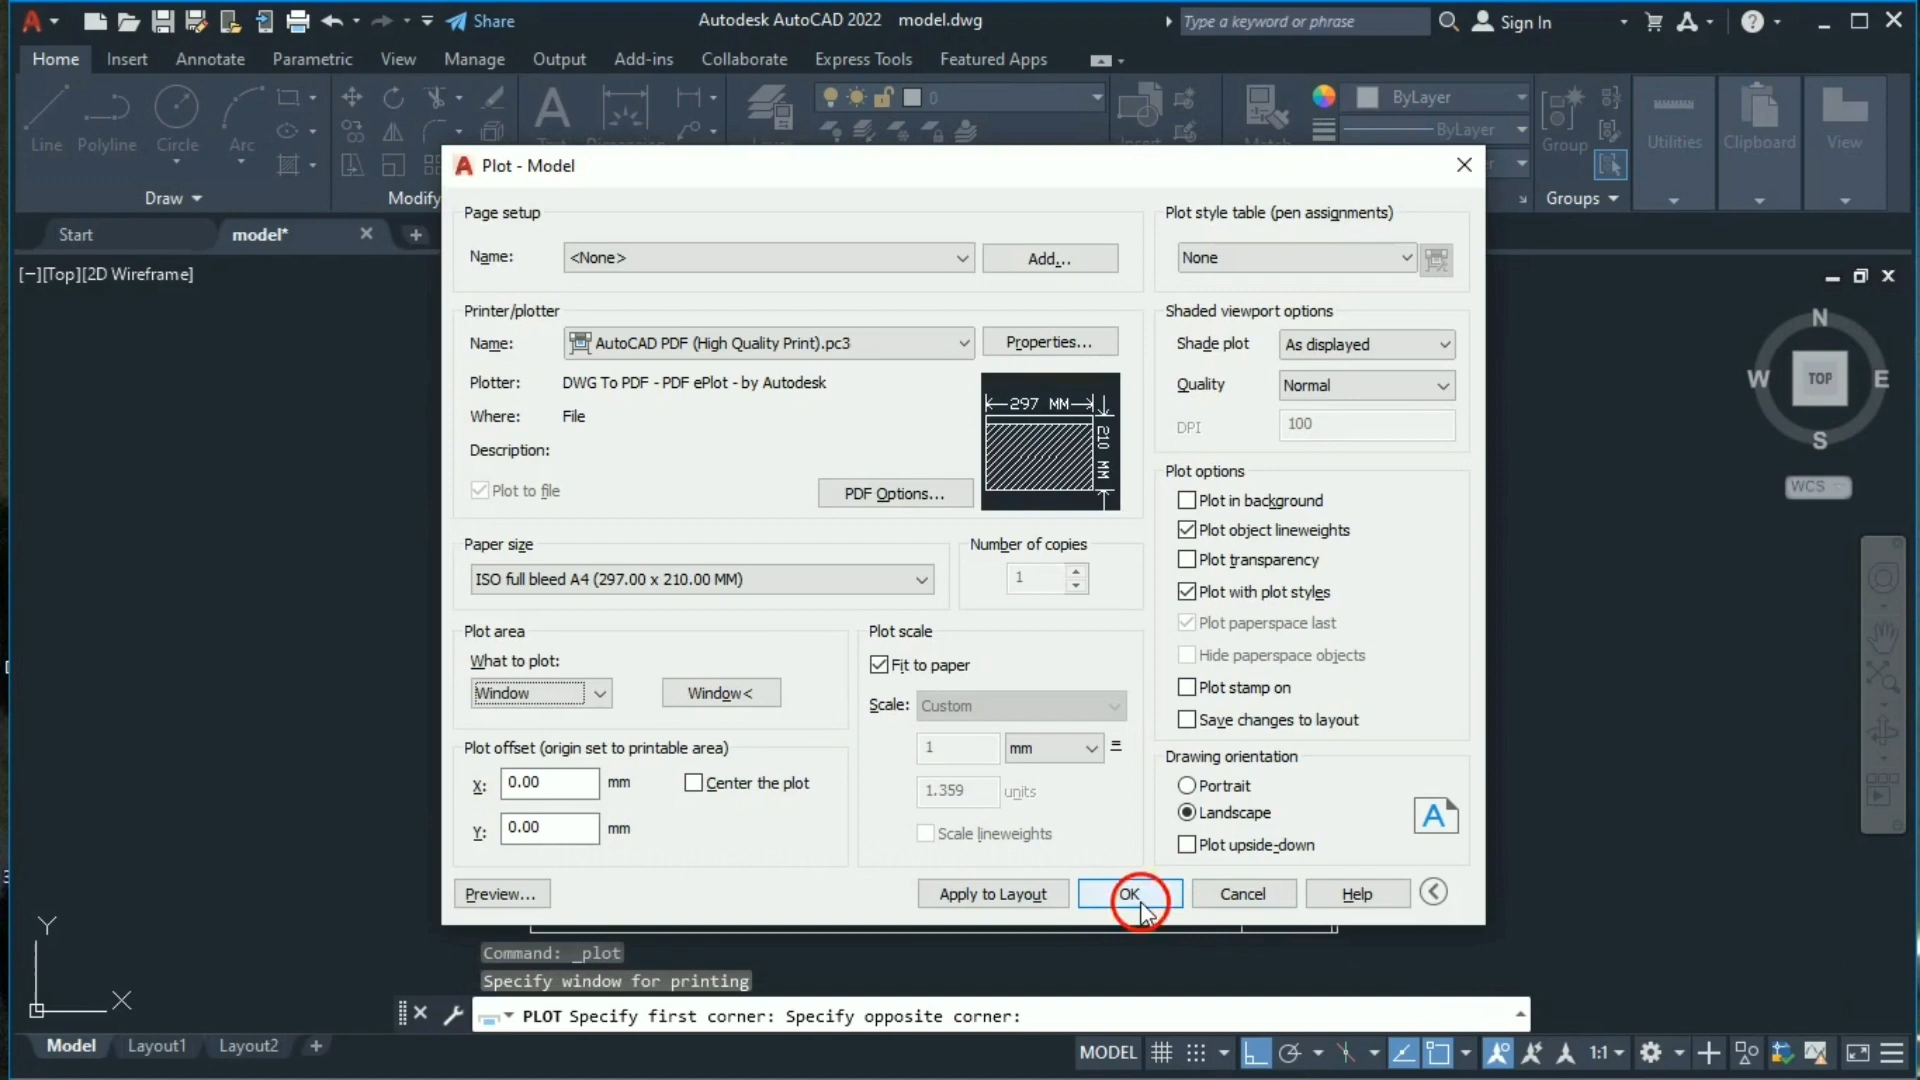 Share
Autodesk AutoCAD 2022 model.dwg
Type a keyword or phrase
Sign In
Home Insert Annotate Parametric View Manage Output Add-ins Collaborate Express Tools Featured Apps
0
ByLayer
ByLayer
Line Polyline Circle Arc
Group
Utilities Clipboard View
Draw
Modify
Groups
Start
model*
[−][Top][2D Wireframe]
Plot - Model
Page setup
Name: <None>
Add...
Printer/plotter
Name: AutoCAD PDF (High Quality Print).pc3
Properties...
Plotter: DWG To PDF - PDF ePlot - by Autodesk
Where: File
Description:
Plot to file
PDF Options...
297 MM
210 MM
Paper size
ISO full bleed A4 (297.00 x 210.00 MM)
Number of copies
1
Plot area
What to plot:
Window
Window<
Plot offset (origin set to printable area)
X: 0.00 mm
Center the plot
Y: 0.00 mm
Plot scale
Fit to paper
Scale: Custom
1 mm =
1.359 units
Scale lineweights
Plot style table (pen assignments)
None
Shaded viewport options
Shade plot As displayed
Quality Normal
DPI 100
Plot options
Plot in background
Plot object lineweights
Plot transparency
Plot with plot styles
Plot paperspace last
Hide paperspace objects
Plot stamp on
Save changes to layout
Drawing orientation
Portrait
Landscape
Plot upside-down
A
Preview...
Apply to Layout
OK
Cancel
Help
N
W TOP E
S
WCS
Y
X
Command: _plot
Specify window for printing
PLOT Specify first corner: Specify opposite corner:
Model Layout1 Layout2
MODEL
1:1